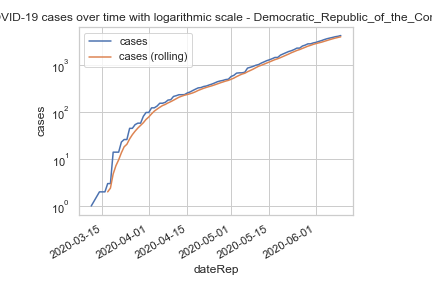 OVID-19 cases over time with logarithmic scale - Democratic_Republic_of_the_Con
cases
cases (rolling)
10³
10²
10¹
10⁰
cases
2020-03-15
2020-04-01
2020-04-15
2020-05-01
2020-05-15
2020-06-01
dateRep